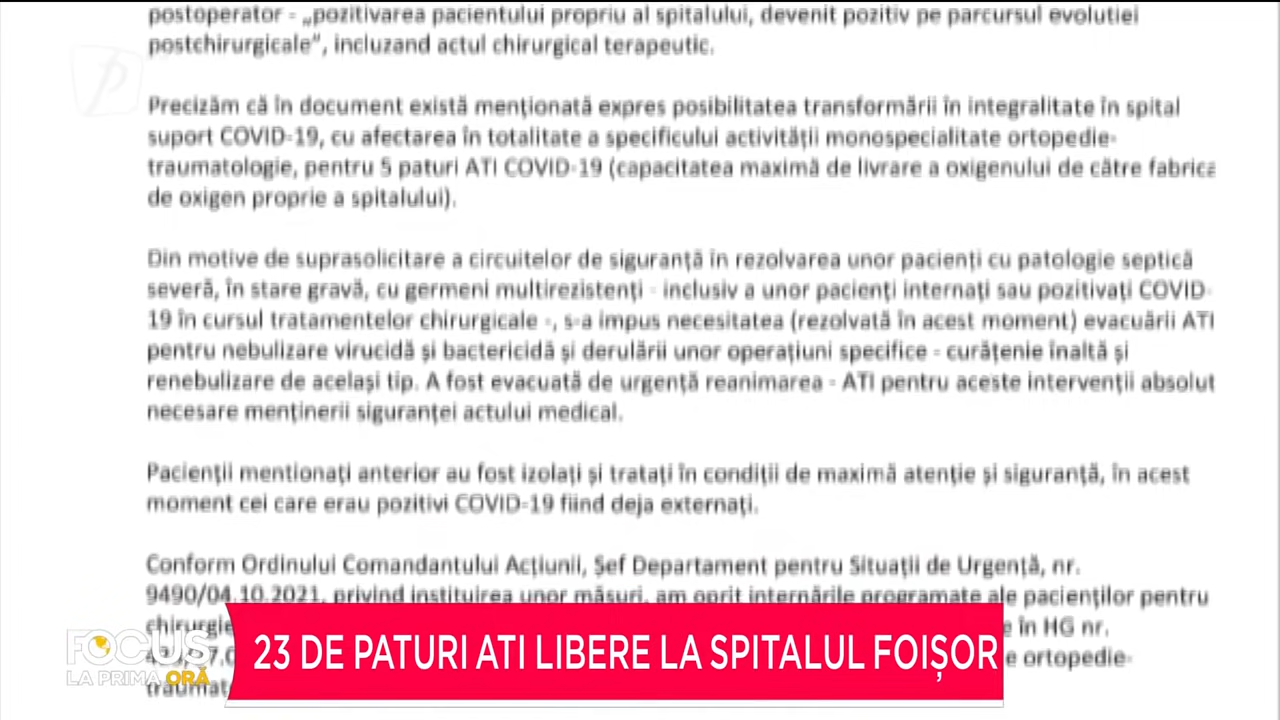 postoperator - „pozitivarea pacientului propriu al spitalului, devenit pozitiv pe parcursul evolutiei
postchirurgicale”, incluzand actul chirurgical terapeutic.
Precizăm că în document există menționată expres posibilitatea transformării în integralitate în spital
suport COVID-19, cu afectarea în totalitate a specificului activității monospecialitate ortopedie-
traumatologie, pentru 5 paturi ATI COVID-19 (capacitatea maximă de livrare a oxigenului de către fabrica
de oxigen proprie a spitalului).
Din motive de suprasolicitare a circuitelor de siguranță în rezolvarea unor pacienți cu patologie septică
severă, în stare gravă, cu germeni multirezistenți - inclusiv a unor pacienți internați sau pozitivați COVID-
19 în cursul tratamentelor chirurgicale -, s-a impus necesitatea (rezolvată în acest moment) evacuării ATI
pentru nebulizare virucidă și bactericidă și derulării unor operațiuni specifice - curățenie înaltă și
renebulizare de același tip. A fost evacuată de urgență reanimarea - ATI pentru aceste intervenții absolut
necesare menținerii siguranței actului medical.
Pacienții mentionați anterior au fost izolați și tratați în condiții de maximă atenție și siguranță, în acest
moment cei care erau pozitivi COVID-19 fiind deja externați.
Conform Ordinului Comandantului Acțiunii, Șef Departament pentru Situații de Urgență, nr.
9490/04.10.2021, privind instituirea unor măsuri, am oprit internările programate ale pacienților pentru
chirurgie în HG nr.
ortopedie-
FOCUS
LA PRIMA ORĂ
23 DE PATURI ATI LIBERE LA SPITALUL FOIȘOR